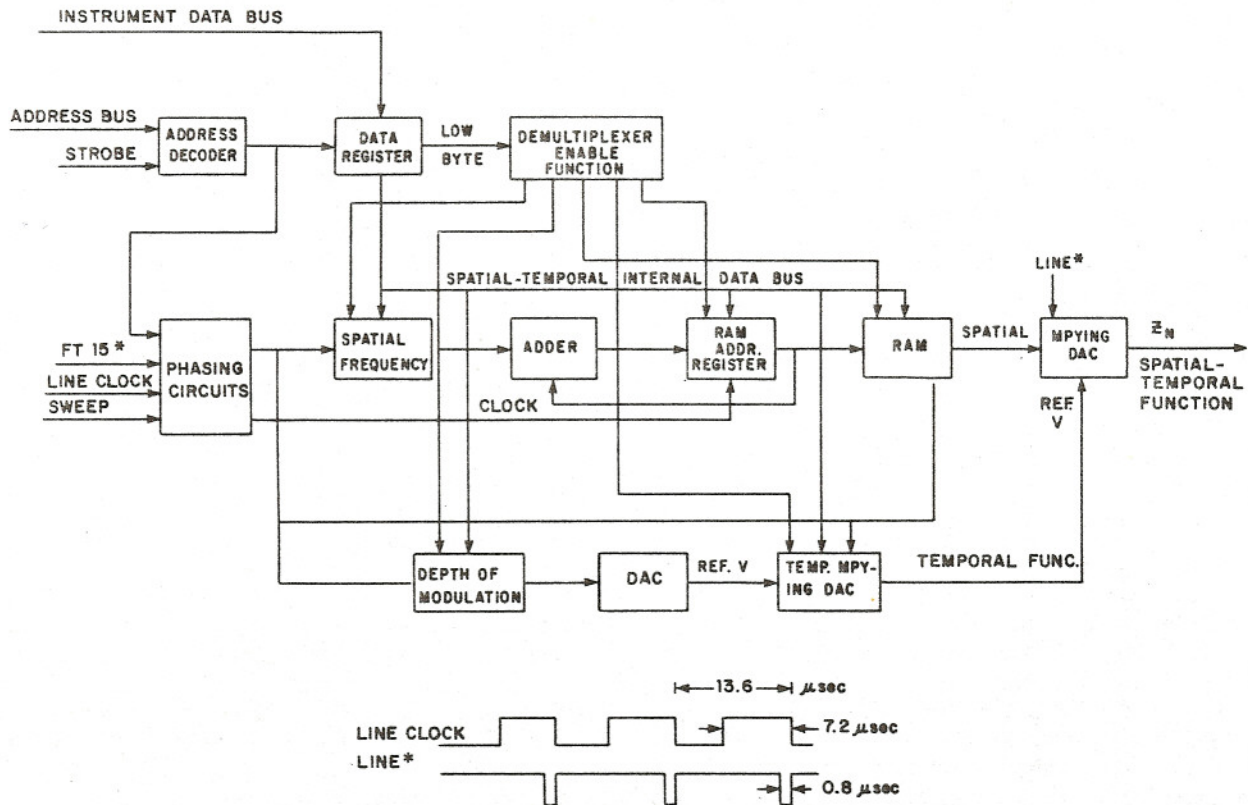 INSTRUMENT DATA BUS
ADDRESS BUS
STROBE
ADDRESS
DECODER
DATA
REGISTER
LOW
BYTE
DEMULTIPLEXER
ENABLE
FUNCTION
SPATIAL-TEMPORAL INTERNAL DATA BUS
LINE*
FT 15*
LINE CLOCK
SWEEP
PHASING
CIRCUITS
SPATIAL
FREQUENCY
ADDER
RAM
ADDR.
REGISTER
RAM
SPATIAL
MPYING
DAC
Z_N
SPATIAL-
TEMPORAL
FUNCTION
CLOCK
REF.
V
DEPTH OF
MODULATION
DAC
REF. V
TEMP. MPY-
ING DAC
TEMPORAL FUNC.
13.6 μsec
LINE CLOCK
7.2 μsec
LINE*
0.8 μsec